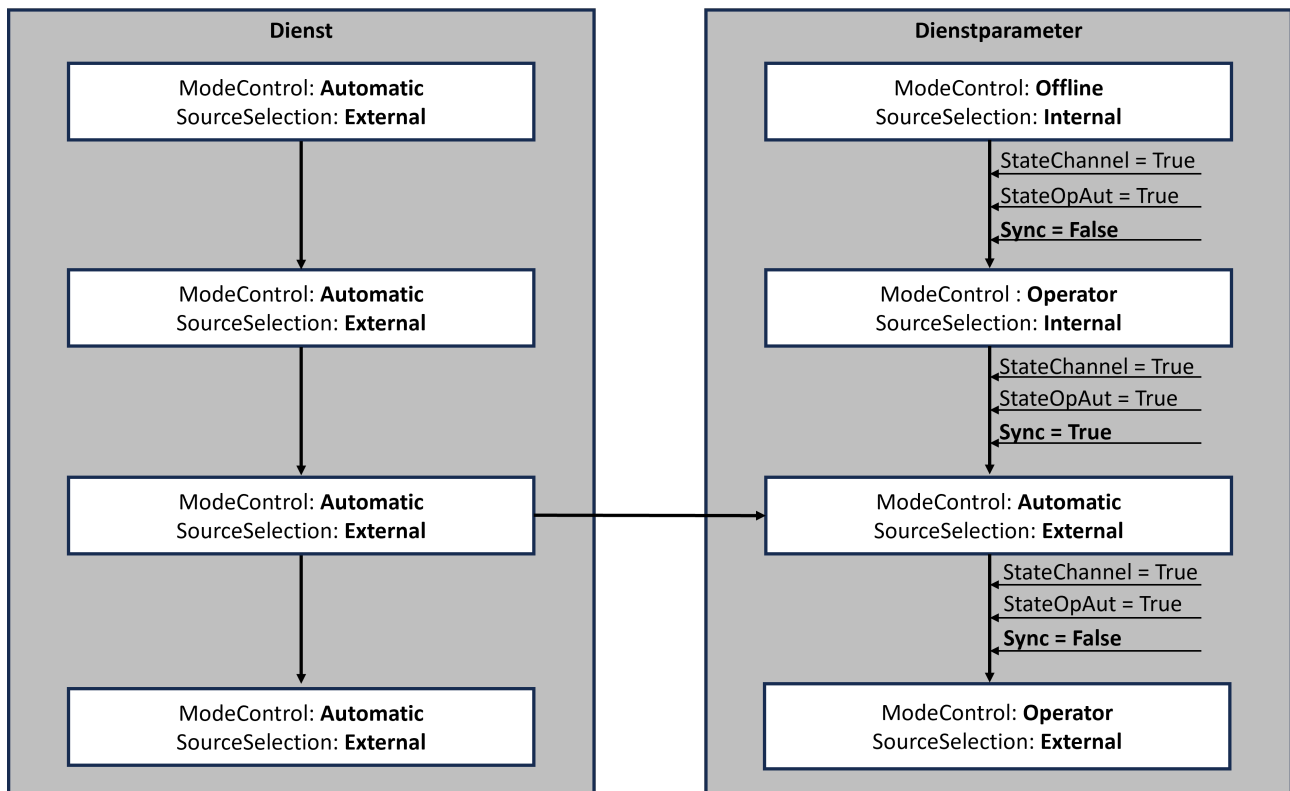 Dienst
ModeControl: Automatic
SourceSelection: External
ModeControl: Automatic
SourceSelection: External
ModeControl: Automatic
SourceSelection: External
ModeControl: Automatic
SourceSelection: External
Dienstparameter
ModeControl: Offline
SourceSelection: Internal
StateChannel = True
StateOpAut = True
Sync = False
ModeControl : Operator
SourceSelection: Internal
StateChannel = True
StateOpAut = True
Sync = True
ModeControl: Automatic
SourceSelection: External
StateChannel = True
StateOpAut = True
Sync = False
ModeControl: Operator
SourceSelection: External